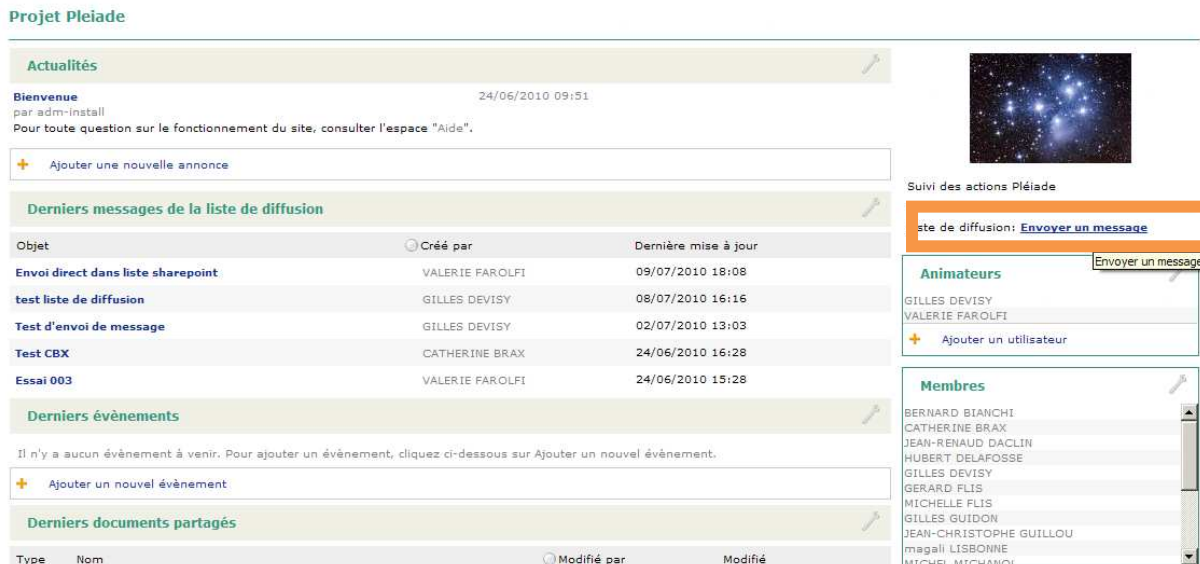 Projet Pleiade
Actualités
Bienvenue 24/06/2010 09:51
par adm-install
Pour toute question sur le fonctionnement du site, consulter l'espace "Aide".
Ajouter une nouvelle annonce
Derniers messages de la liste de diffusion
Objet Créé par Dernière mise à jour
Envoi direct dans liste sharepoint VALERIE FAROLFI 09/07/2010 18:08
test liste de diffusion GILLES DEVISY 08/07/2010 16:16
Test d'envoi de message GILLES DEVISY 02/07/2010 13:03
Test CBX CATHERINE BRAX 24/06/2010 16:28
Essai 003 VALERIE FAROLFI 24/06/2010 15:28
Derniers évènements
Il n'y a aucun évènement à venir. Pour ajouter un évènement, cliquez ci-dessous sur Ajouter un nouvel évènement.
Ajouter un nouvel évènement
Derniers documents partagés
Type Nom Modifié par Modifié
Suivi des actions Pléiade
ste de diffusion: Envoyer un message
Envoyer un message
Animateurs
GILLES DEVISY
VALERIE FAROLFI
Ajouter un utilisateur
Membres
BERNARD BIANCHI
CATHERINE BRAX
JEAN-RENAUD DACLIN
HUBERT DELAFOSSE
GILLES DEVISY
GERARD FLIS
MICHELLE FLIS
GILLES GUIDON
JEAN-CHRISTOPHE GUILLOU
magali LISBONNE
MICHEL